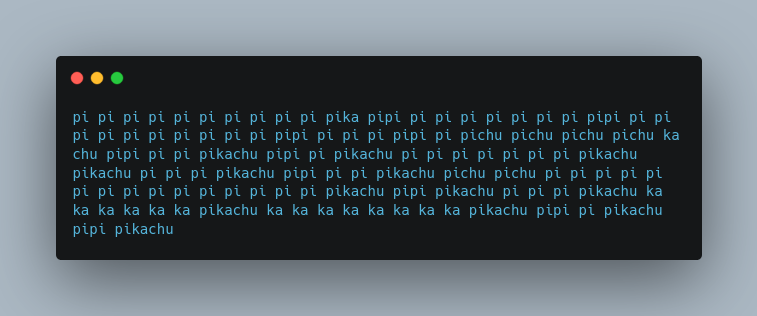 pi pi pi pi pi pi pi pi pi pi pika pipi pi pi pi pi pi pi pi pipi pi pi
pi pi pi pi pi pi pi pi pipi pi pi pi pipi pi pichu pichu pichu pichu ka
chu pipi pi pi pikachu pipi pi pikachu pi pi pi pi pi pi pi pikachu
pikachu pi pi pi pikachu pipi pi pi pikachu pichu pichu pi pi pi pi pi
pi pi pi pi pi pi pi pi pi pi pikachu pipi pikachu pi pi pi pikachu ka
ka ka ka ka ka pikachu ka ka ka ka ka ka ka ka pikachu pipi pi pikachu
pipi pikachu